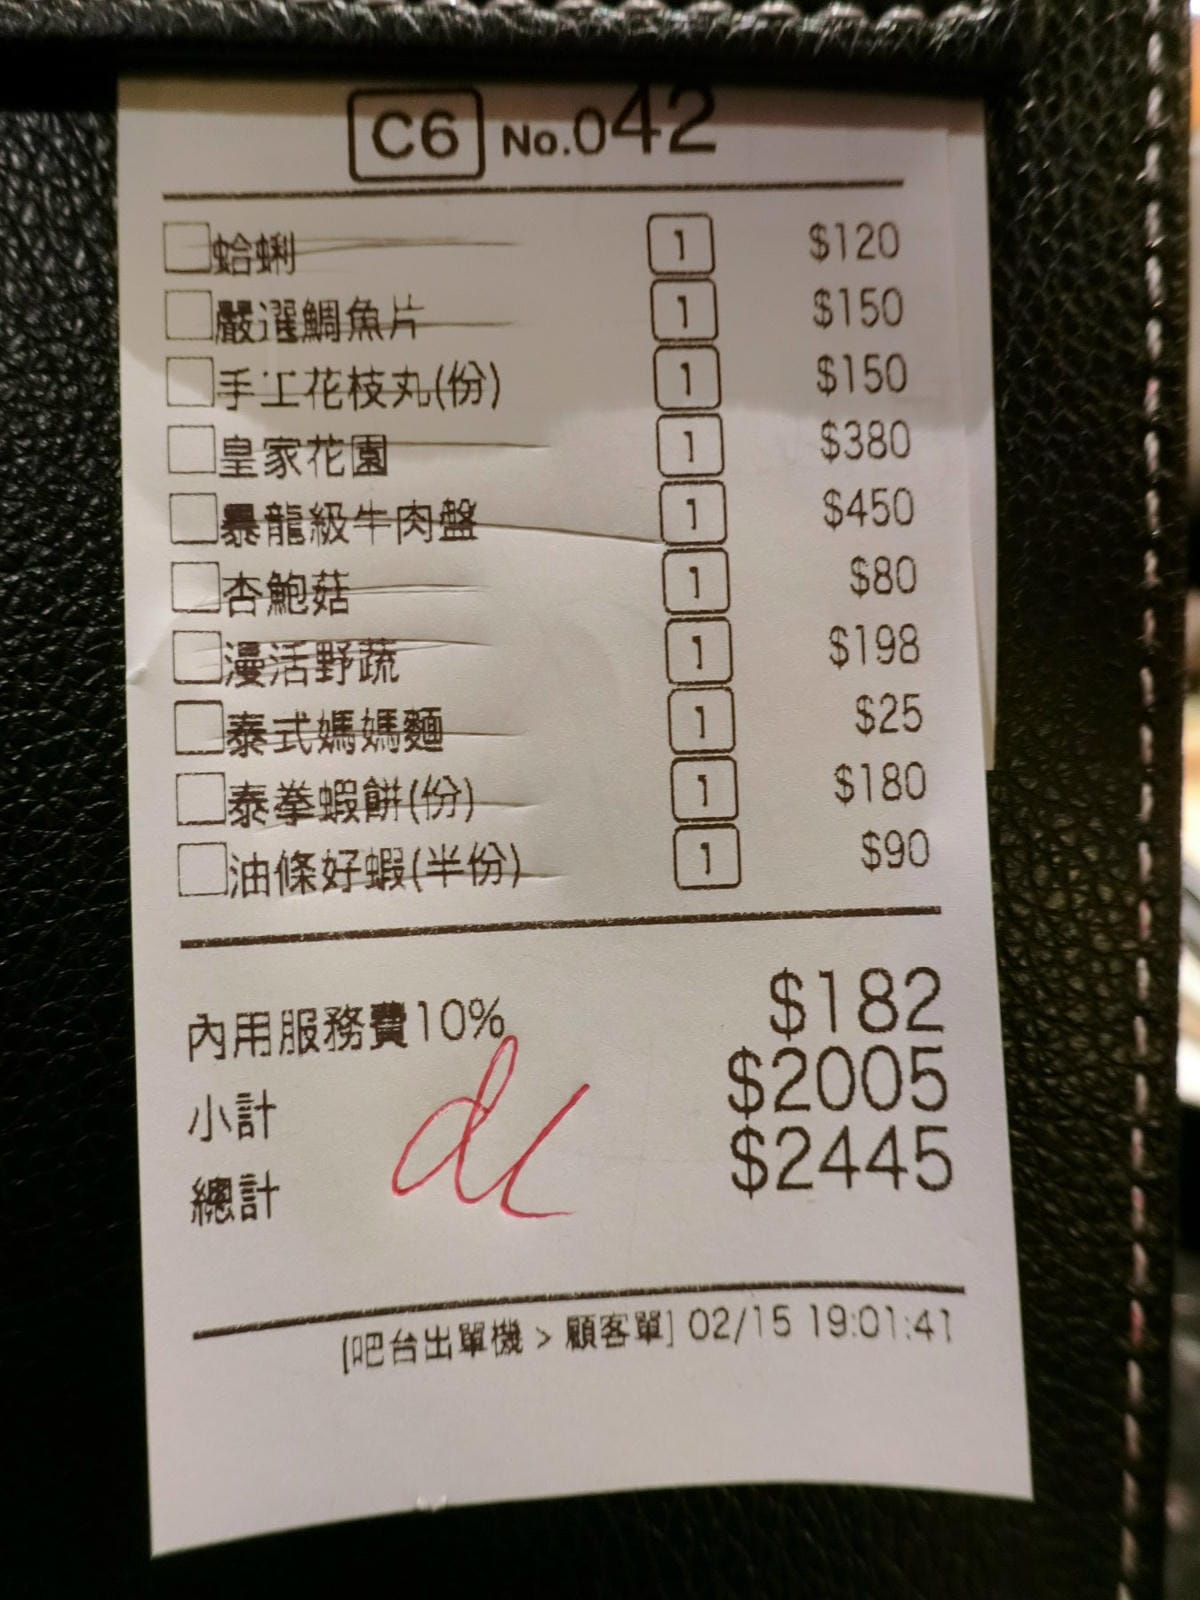 C6 No.042
蛤蜊 1 $120
嚴選鯛魚片 1 $150
手工花枝丸(份) 1 $150
皇家花園 1 $380
暴龍級牛肉盤 1 $450
杏鮑菇 1 $80
漫活野蔬 1 $198
泰式媽媽麵 1 $25
泰拳蝦餅(份) 1 $180
油條好蝦(半份) 1 $90
內用服務費10% $182
小計 $2005
總計 $2445
[吧台出單機 > 顧客單] 02/15 19:01:41